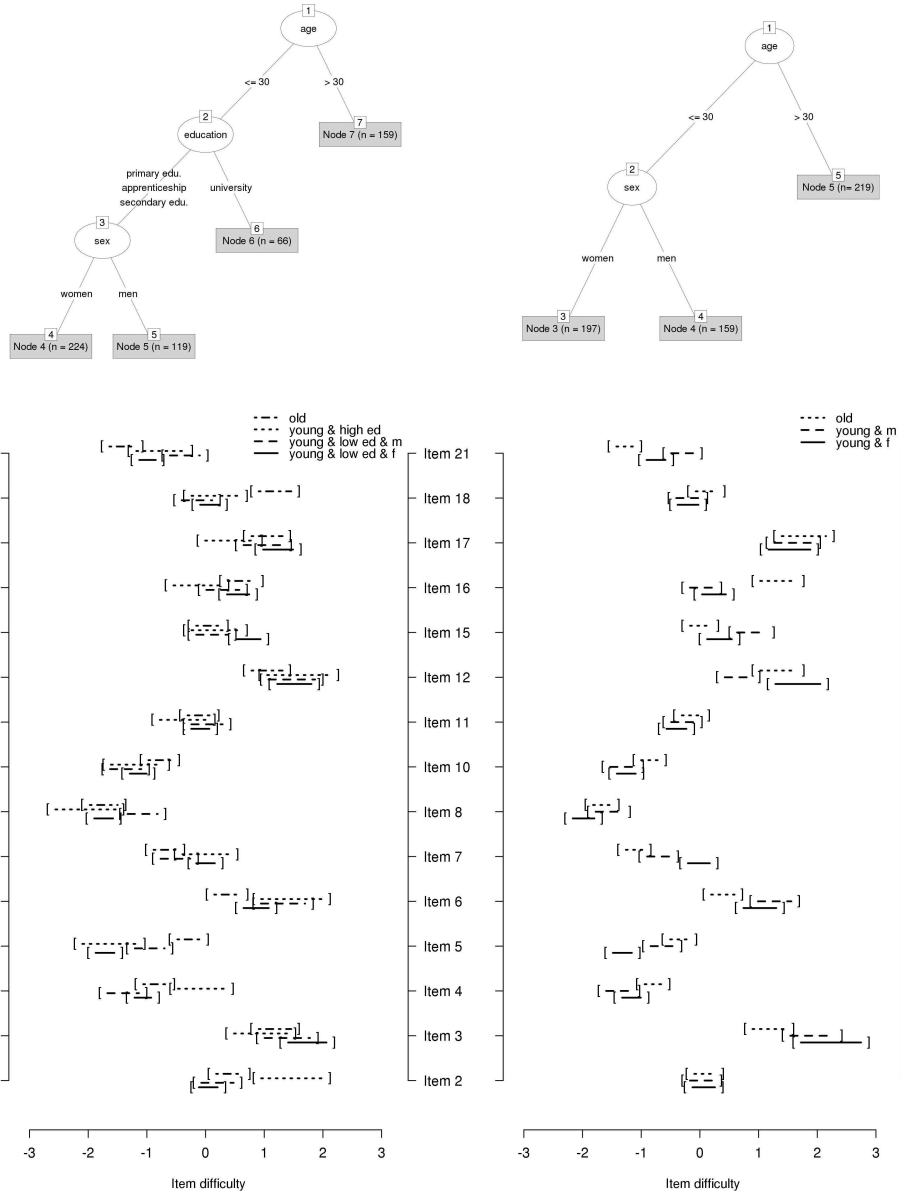 1
age
<= 30
> 30
2
education
7
Node 7 (n = 159)
primary edu.
apprenticeship
secondary edu.
university
3
sex
6
Node 6 (n = 66)
women
men
4
Node 4 (n = 224)
5
Node 5 (n = 119)
1
age
<= 30
> 30
2
sex
5
Node 5 (n= 219)
women
men
3
Node 3 (n = 197)
4
Node 4 (n = 159)
old
young & high ed
young & low ed & m
young & low ed & f
old
young & m
young & f
Item 21
Item 18
Item 17
Item 16
Item 15
Item 12
Item 11
Item 10
Item 8
Item 7
Item 6
Item 5
Item 4
Item 3
Item 2
-3 -2 -1 0 1 2 3
Item difficulty
-3 -2 -1 0 1 2 3
Item difficulty